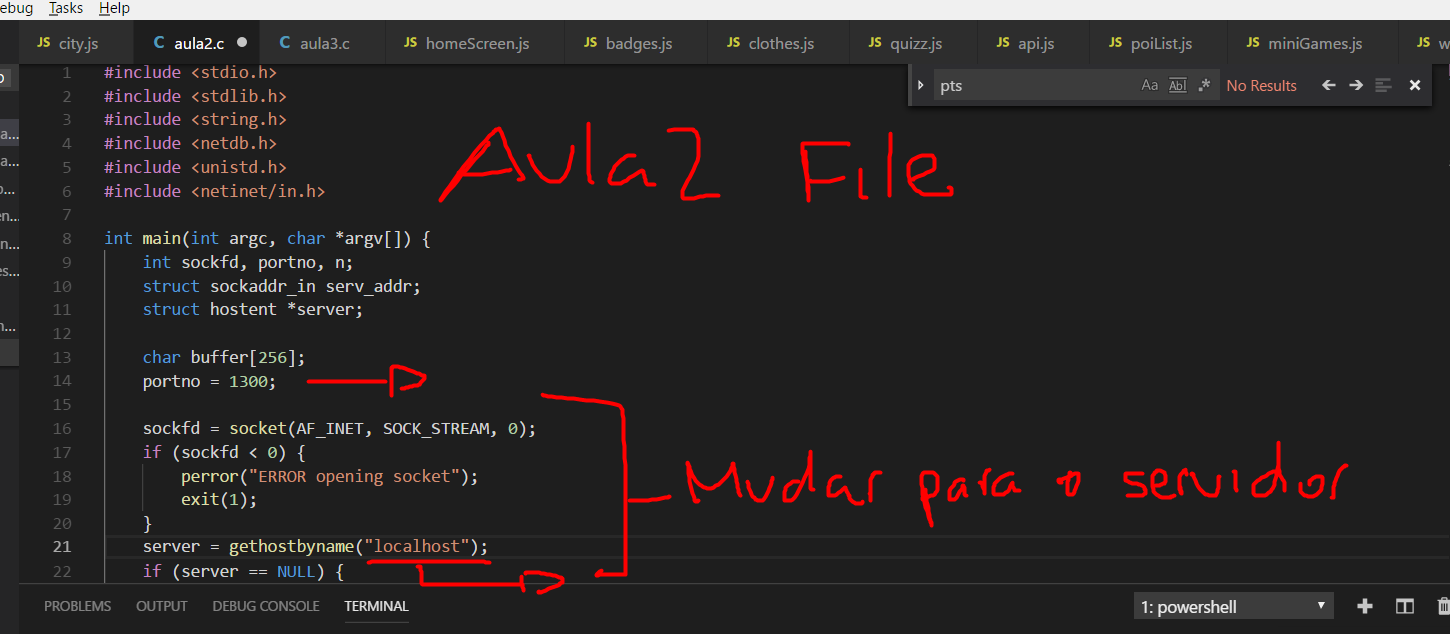 ebug Tasks Help
JS city.js C aula2.c C aula3.c JS homeScreen.js JS badges.js JS clothes.js JS quizz.js JS api.js JS poiList.js JS miniGames.js JS w
pts Aa Abl .* No Results
1 #include <stdio.h>
2 #include <stdlib.h>
3 #include <string.h>
4 #include <netdb.h>
5 #include <unistd.h>
6 #include <netinet/in.h>
Aula2 File
7
8 int main(int argc, char *argv[]) {
9 int sockfd, portno, n;
10 struct sockaddr_in serv_addr;
11 struct hostent *server;
12
13 char buffer[256];
14 portno = 1300;
15
16 sockfd = socket(AF_INET, SOCK_STREAM, 0);
17 if (sockfd < 0) {
18 perror("ERROR opening socket");
Mudar para o servidor
19 exit(1);
20 }
21 server = gethostbyname("localhost");
22 if (server == NULL) {
PROBLEMS OUTPUT DEBUG CONSOLE TERMINAL 1: powershell